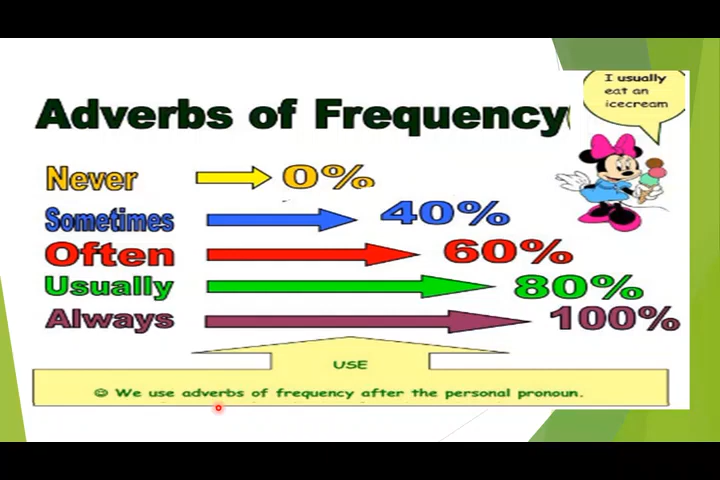 I usually
eat an
icecream
Adverbs of Frequency
Never 0%
Sometimes 40%
Often 60%
Usually 80%
Always 100%
USE
☺ We use adverbs of frequency after the personal pronoun.